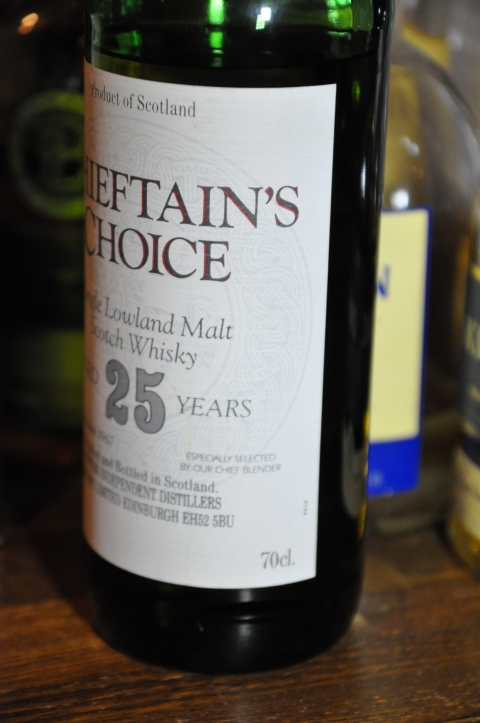 Product of Scotland
HIEFTAIN'S
CHOICE
Lowland Malt
Scotch Whisky
25 YEARS
ESPECIALLY SELECTED
BY OUR CHIEF BLENDER
and Bottled in Scotland.
INDEPENDENT DISTILLERS
LIMITED EDINBURGH EH52 5BU
70cl.
N